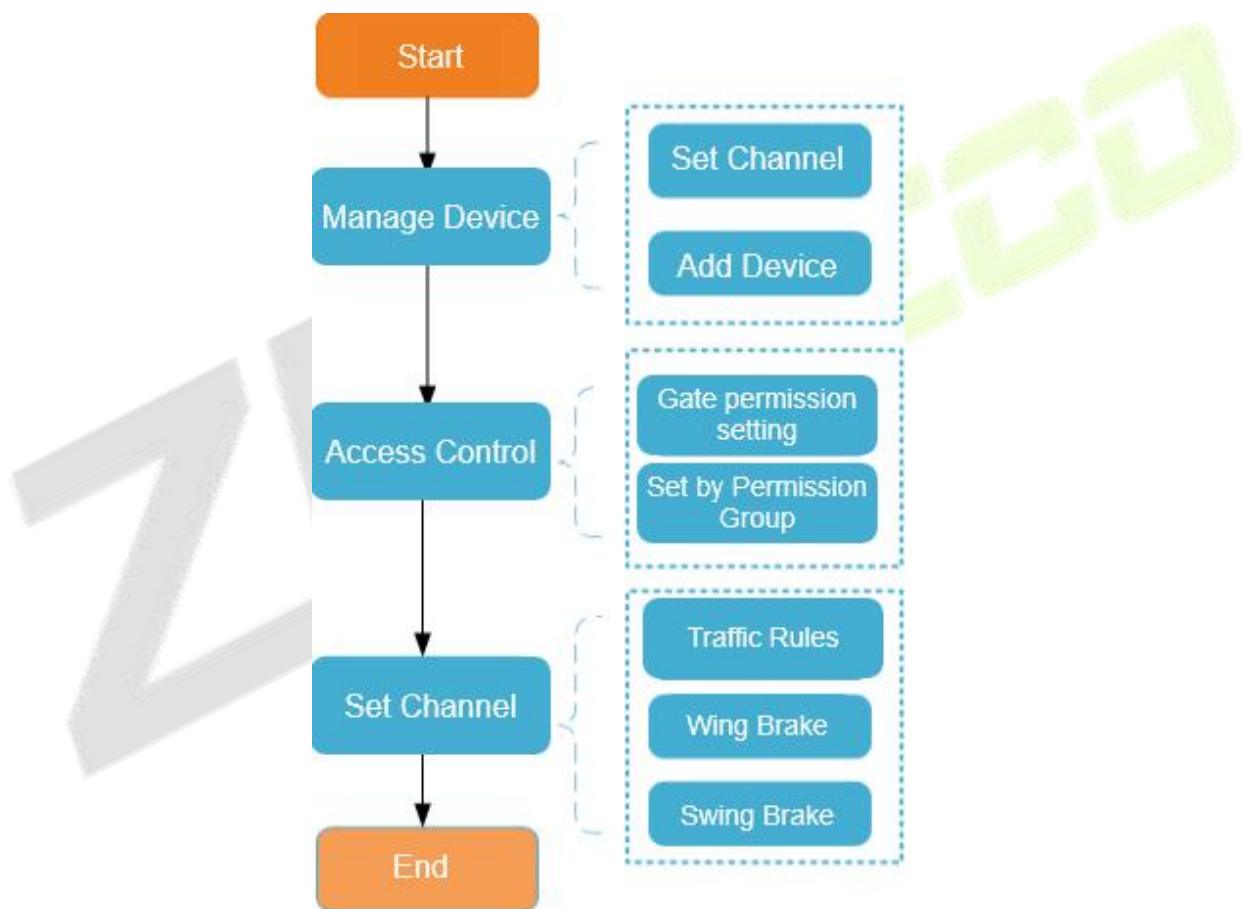 Start
Manage Device
Set Channel
Add Device
Access Control
Gate permission
setting
Set by Permission
Group
Set Channel
Traffic Rules
Wing Brake
Swing Brake
End